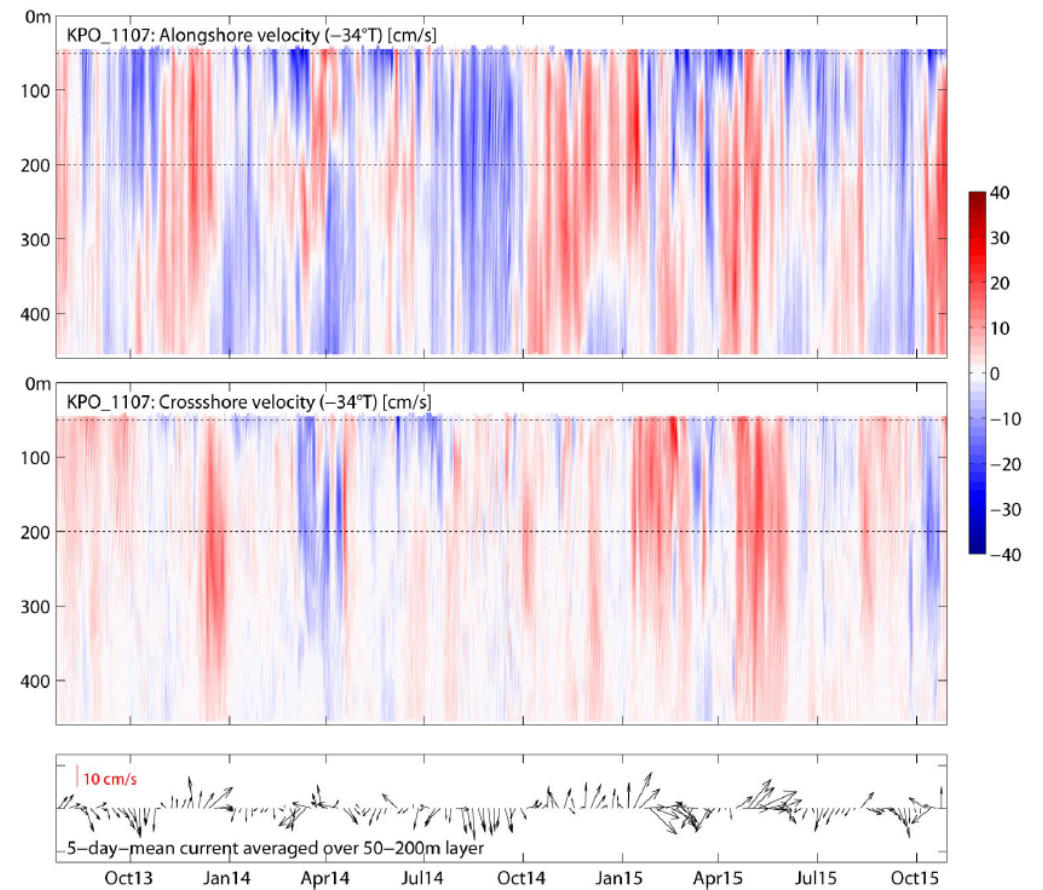 0m
KPO_1107: Alongshore velocity (−34°T) [cm/s]
100
200
300
400
0m
KPO_1107: Crossshore velocity (−34°T) [cm/s]
100
200
300
400
40
30
20
10
0
−10
−20
−30
−40
10 cm/s
5−day−mean current averaged over 50−200m layer
Oct13 Jan14 Apr14 Jul14 Oct14 Jan15 Apr15 Jul15 Oct15